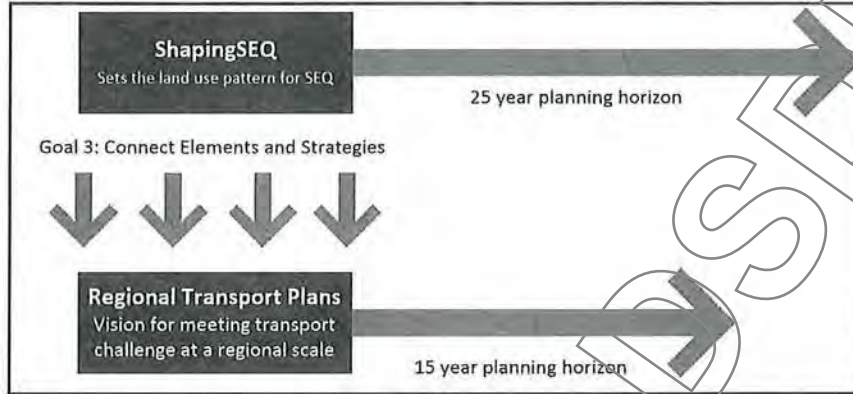 ShapingSEQ
Sets the land use pattern for SEQ
25 year planning horizon
Goal 3: Connect Elements and Strategies
Regional Transport Plans
Vision for meeting transport
challenge at a regional scale
15 year planning horizon